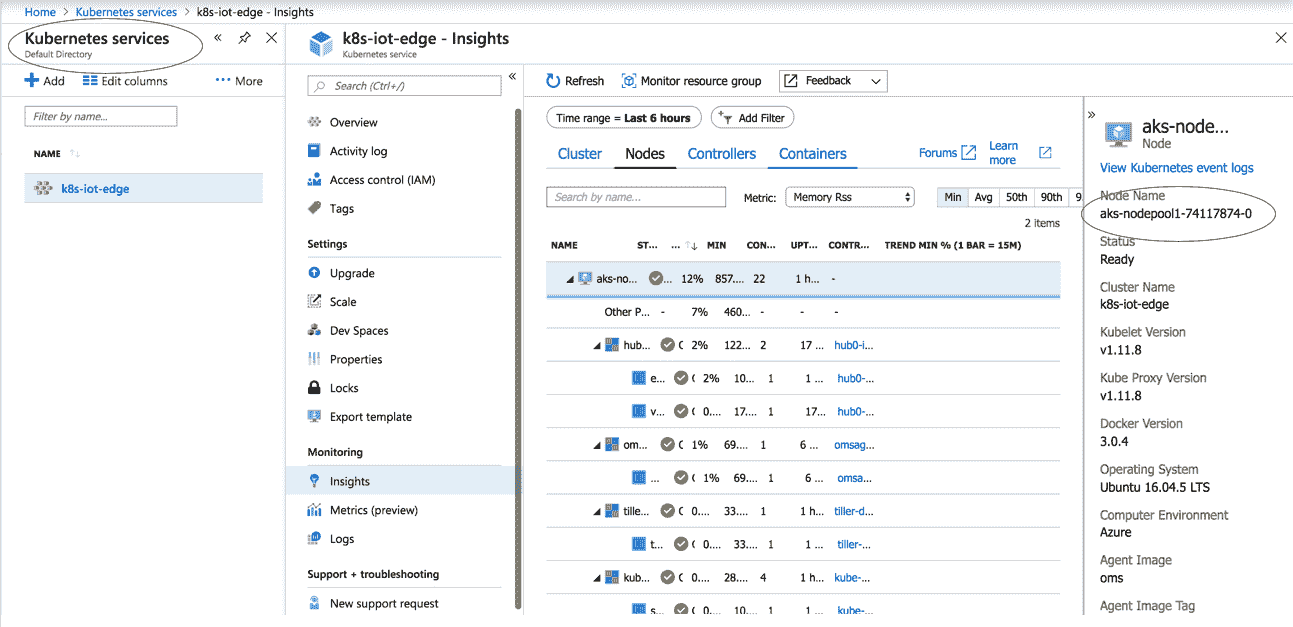 Home > Kubernetes services > k8s-iot-edge - Insights
Kubernetes services
Default Directory
Add Edit columns ··· More
Filter by name...
NAME
k8s-iot-edge
k8s-iot-edge - Insights
Kubernetes service
Search (Ctrl+/)
Overview
Activity log
Access control (IAM)
Tags
Settings
Upgrade
Scale
Dev Spaces
Properties
Locks
Export template
Monitoring
Insights
Metrics (preview)
Logs
Support + troubleshooting
New support request
Refresh Monitor resource group Feedback
Time range = Last 6 hours Add Filter
Cluster Nodes Controllers Containers Forums Learn more
Search by name... Metric: Memory Rss Min Avg 50th 90th 9
2 items
NAME ST... ... MIN CON... UPT... CONTR... TREND MIN % (1 BAR = 15M)
aks-no... ... 12% 857.... 22 1 h... -
Other P... - 7% 460... - - -
hub... 2% 122... 2 17 ... hub0-i...
e... 2% 10... 1 1 ... hub0-...
v... 0.... 17.... 1 17... hub0-...
om... 1% 69.... 1 6 ... omsag...
... 1% 69.... 1 6 ... omsa...
tille... 0.... 33.... 1 1 h... tiller-d...
t... 0.... 33.... 1 1 ... tiller-...
kub... 0.... 28.... 4 1 h... kube-...
s... 0.... 10.... 1 1 ... kube-...
aks-node...
Node
View Kubernetes event logs
Node Name
aks-nodepool1-74117874-0
Status
Ready
Cluster Name
k8s-iot-edge
Kubelet Version
v1.11.8
Kube Proxy Version
v1.11.8
Docker Version
3.0.4
Operating System
Ubuntu 16.04.5 LTS
Computer Environment
Azure
Agent Image
oms
Agent Image Tag